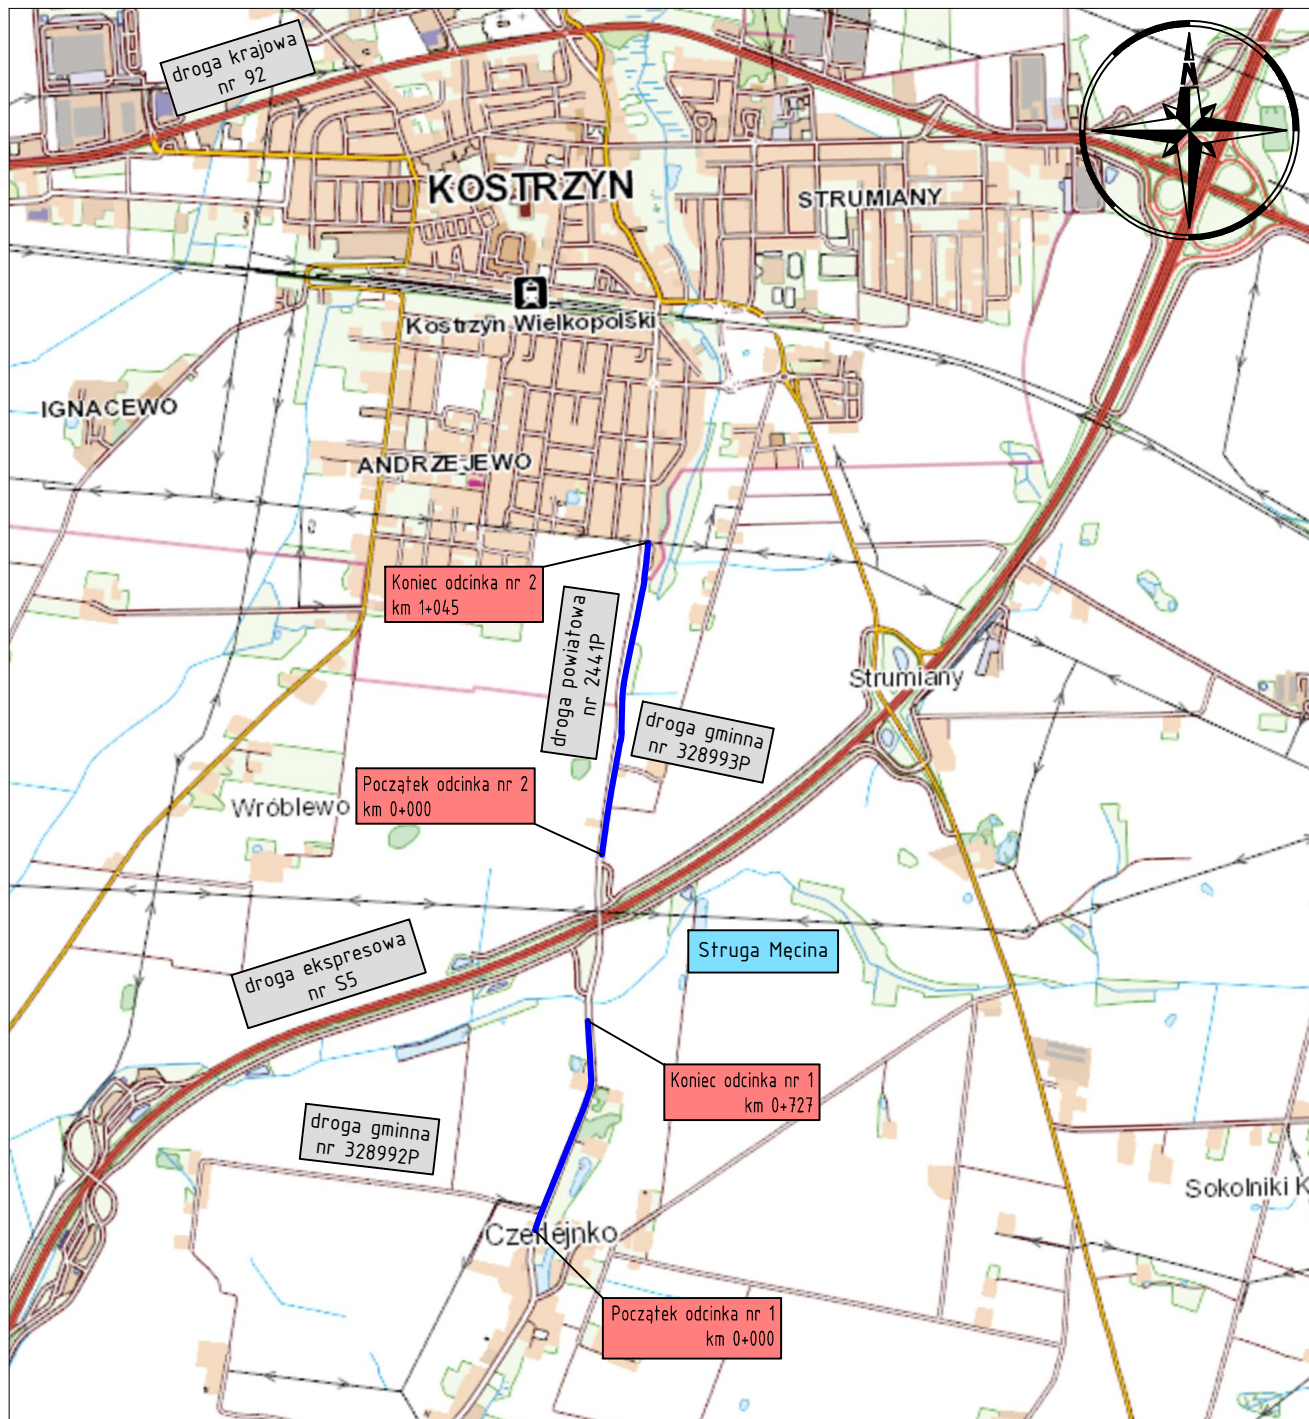 droga krajowa
nr 92
N
KOSTRZYN
STRUMIANY
Kostrzyn Wielkopolski
IGNACEWO
ANDRZEJEWO
Koniec odcinka nr 2
km 1+045
droga powiatowa
nr 2441P
Strumiany
droga gminna
nr 328993P
Początek odcinka nr 2
km 0+000
Wróblewo
droga ekspresowa
nr S5
Struga Męcina
Koniec odcinka nr 1
km 0+727
droga gminna
nr 328992P
Sokolniki K
Czerlejnko
Początek odcinka nr 1
km 0+000